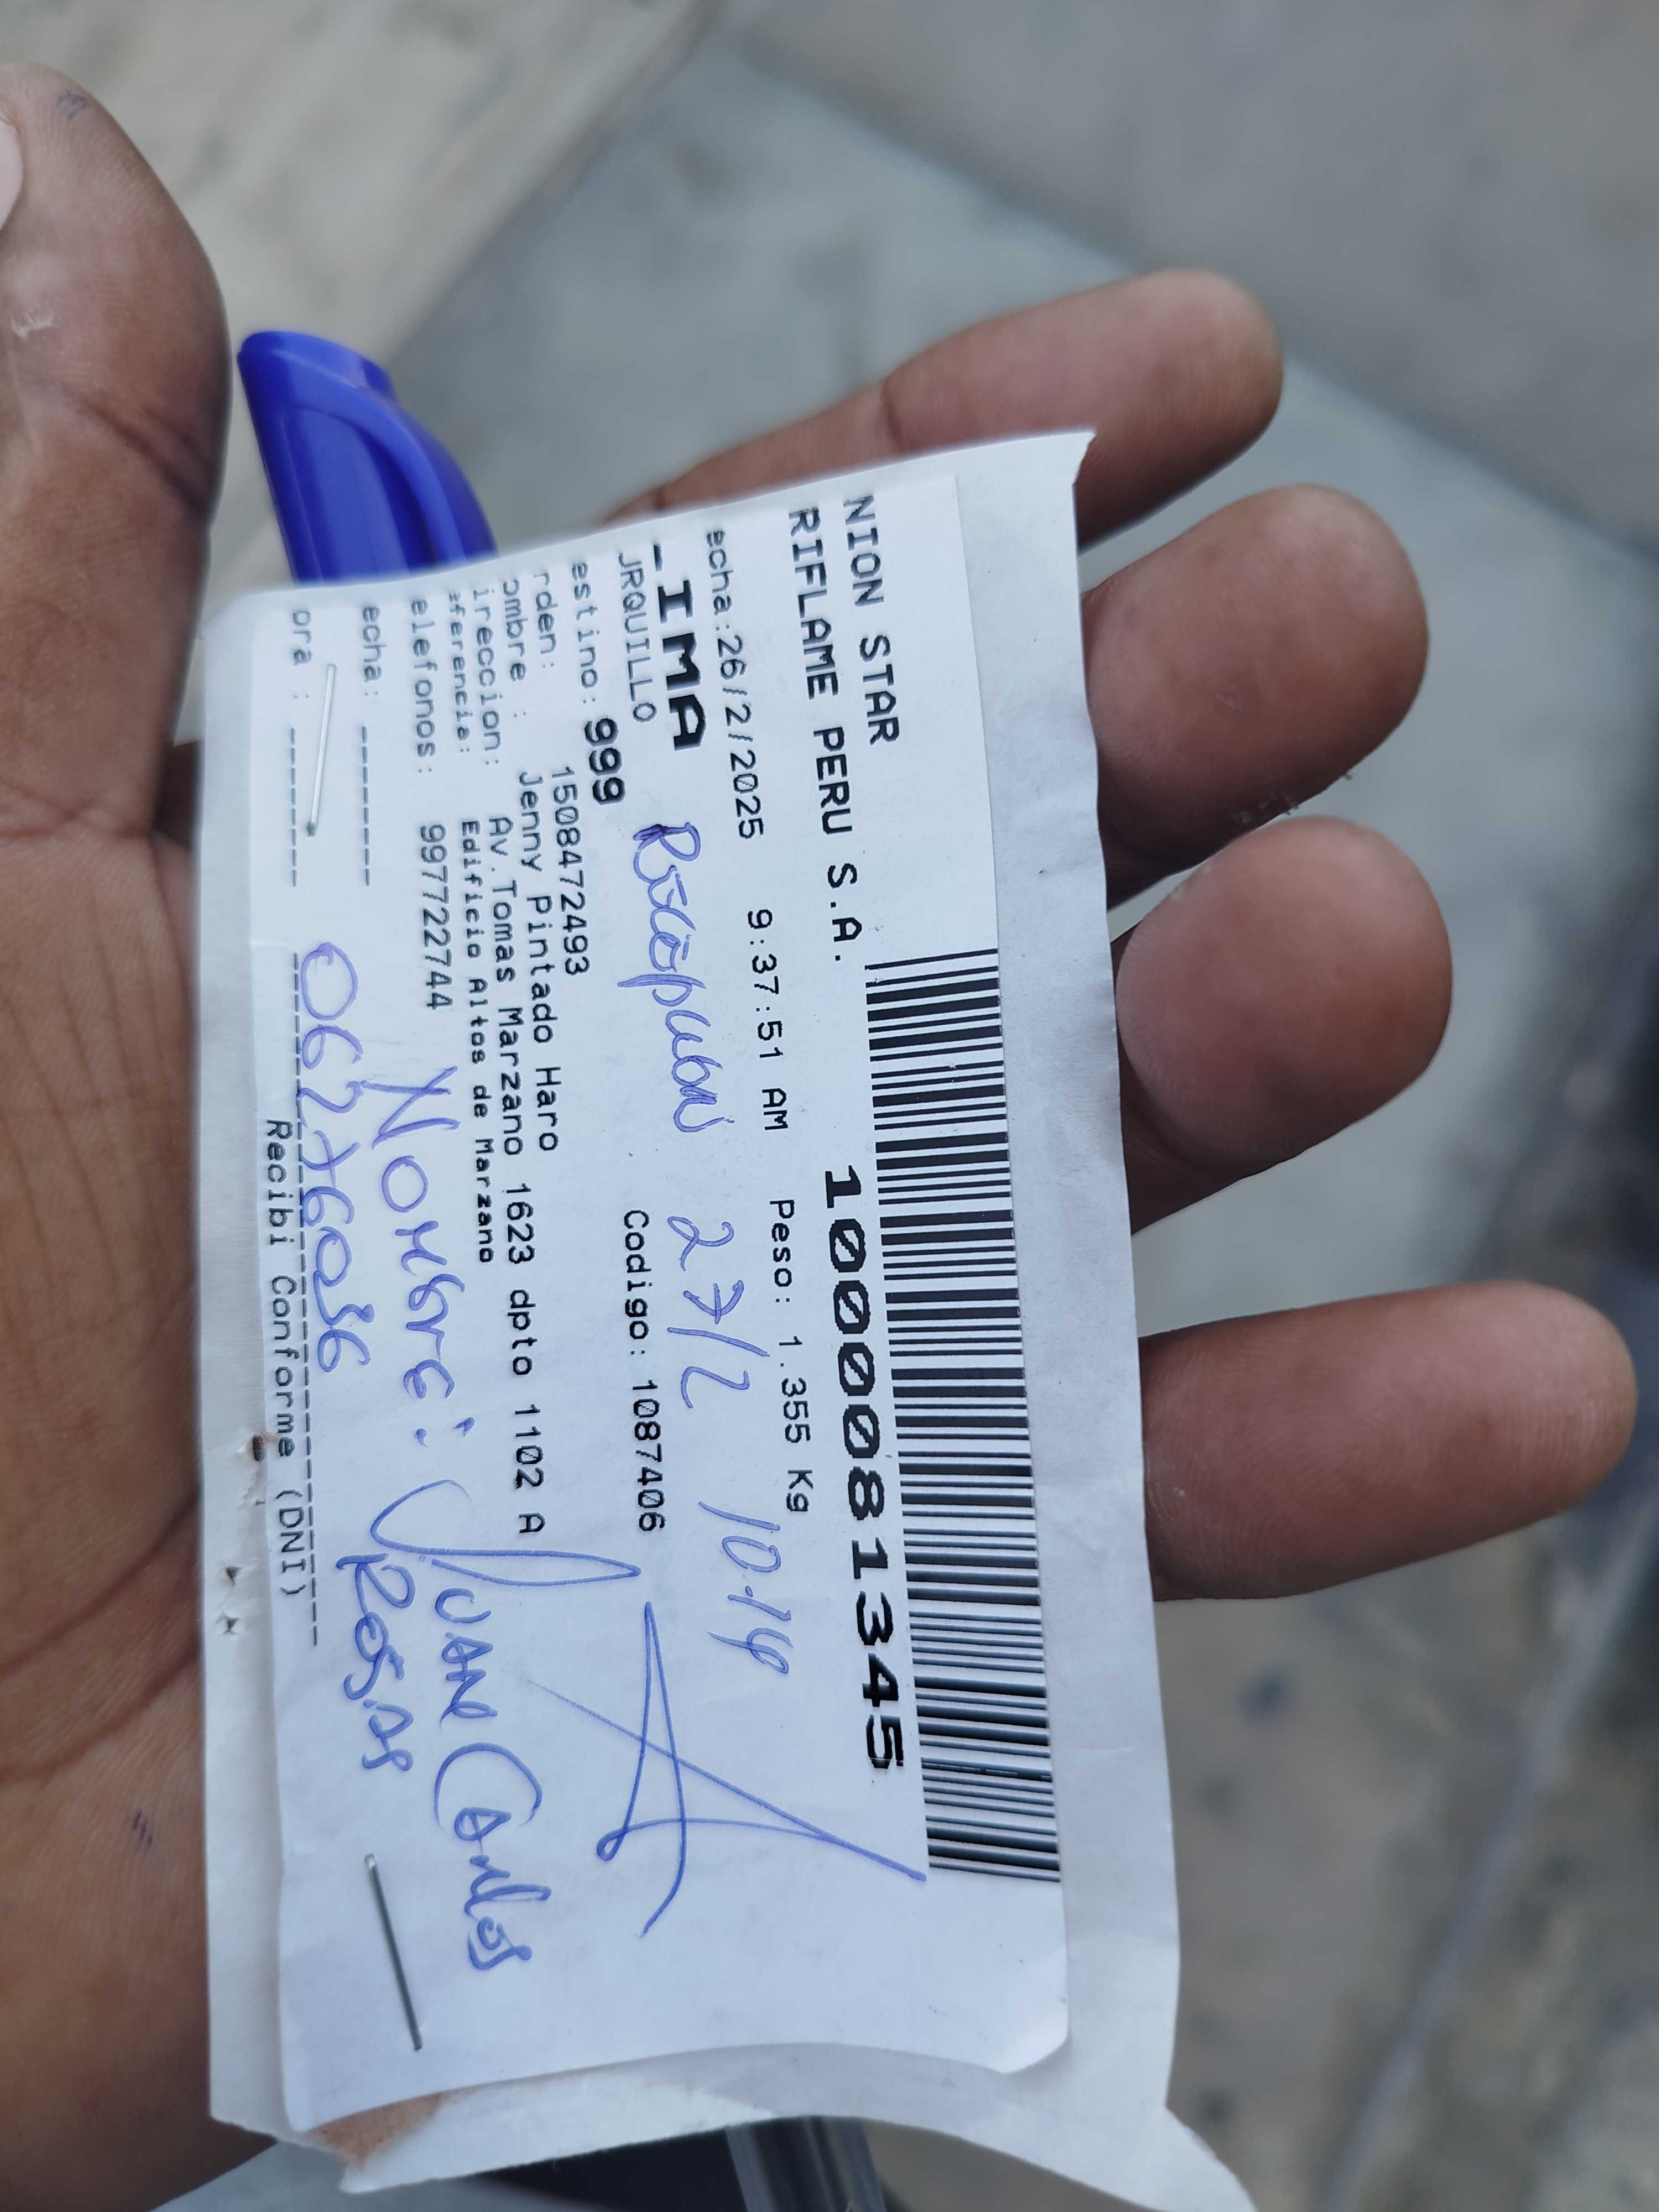 NION STAR
RIFLAME PERU S.A. 1000081345
echa:26/2/2025 9:37:51 AM Peso: 1.355 Kg
IMA 27/2 10:14
JRQUILLO Codigo: 1087406
estino: 999
rden: 1508472493
ombre : Jenny Pintado Haro
ireccion: Av.Tomas Marzano 1623 dpto 1102 A
eferencia: Edificio Altos de Marzano
elefonos: 997722744
Nombre: Juan Carlos
Rosas
echa: ------
ora : ------
06276036
Recibi Conforme (DNI)